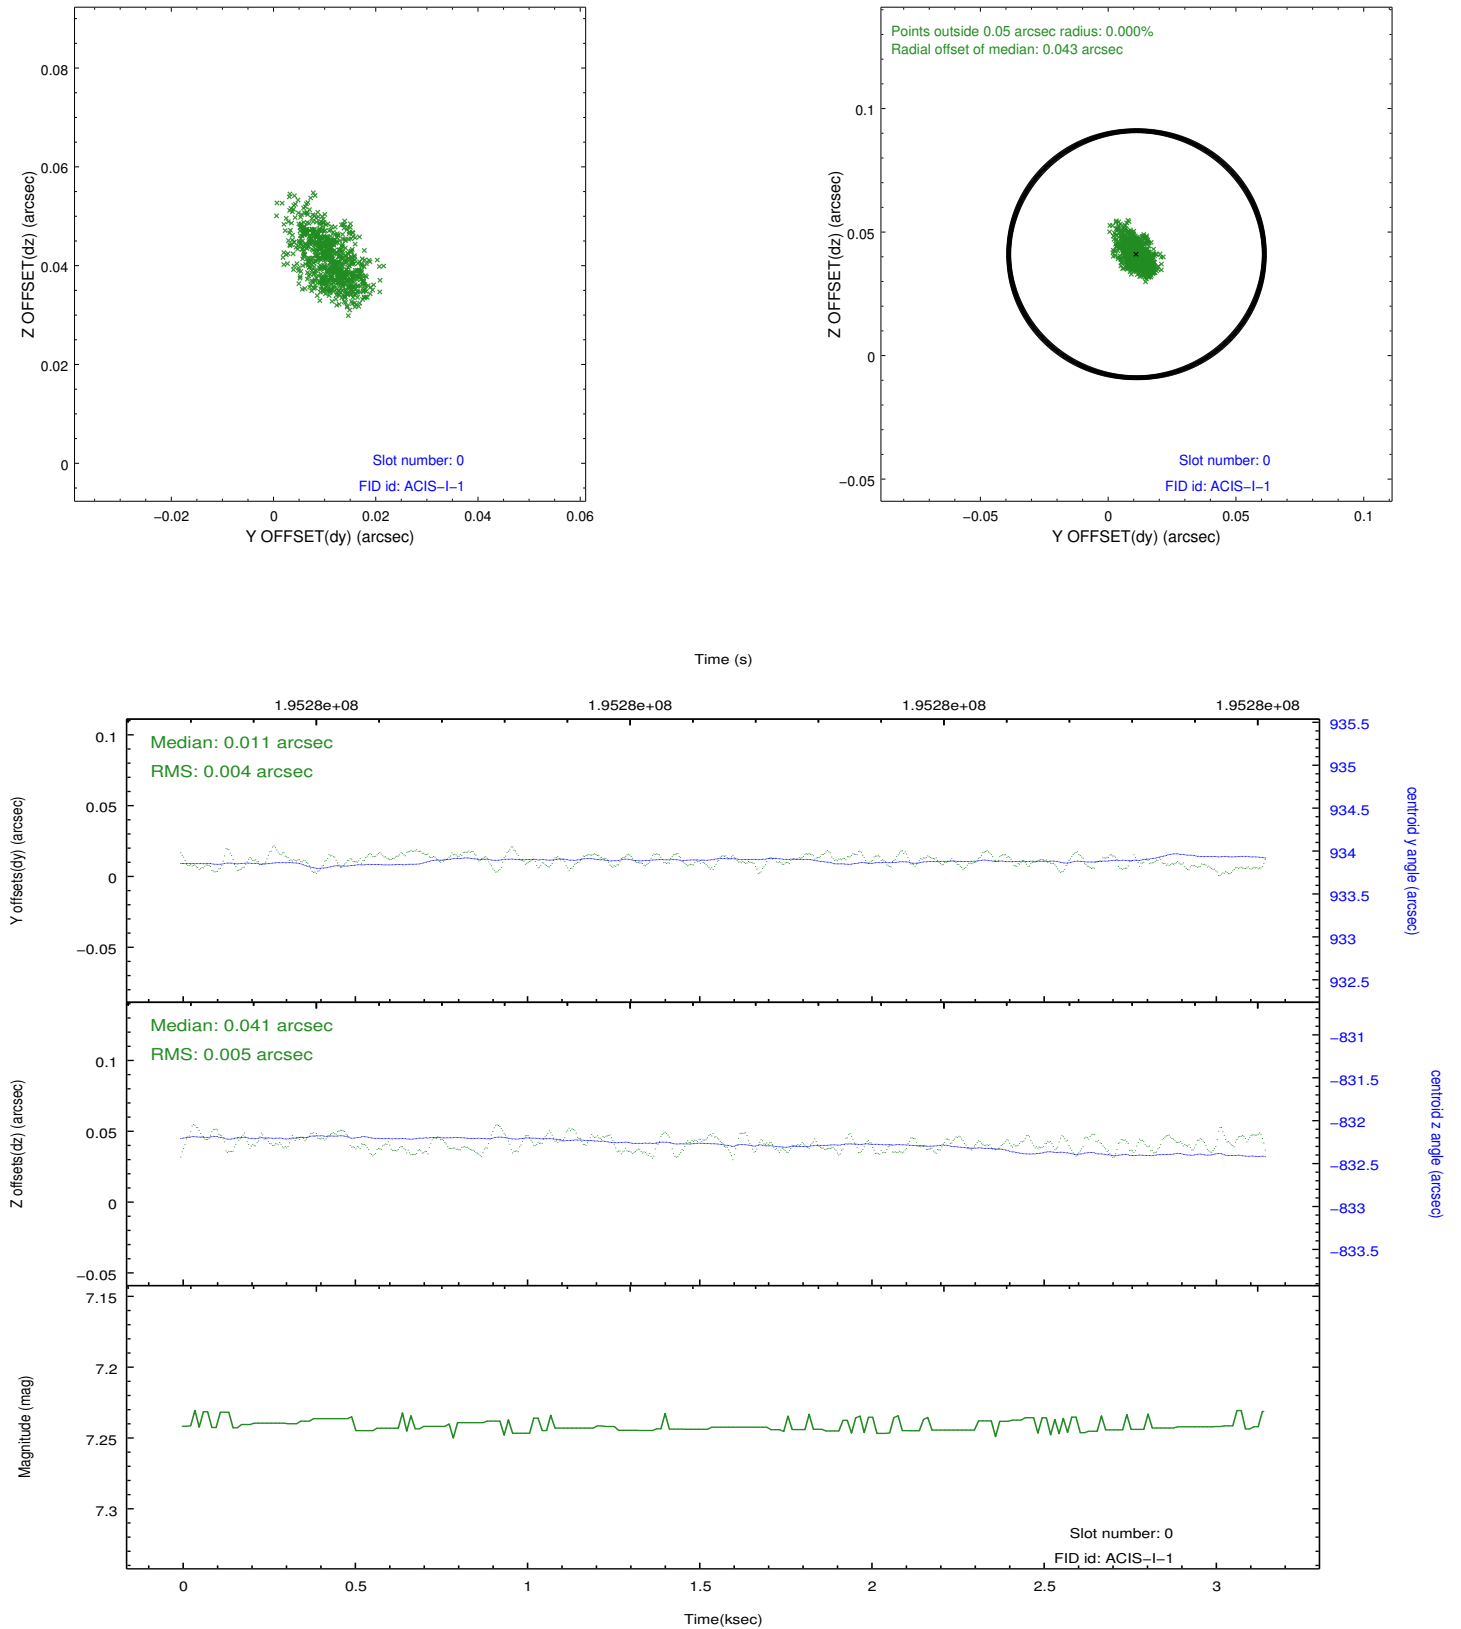 0.08
0.06
0.04
0.02
0
Z OFFSET(dz) (arcsec)
Slot number: 0
FID id: ACIS−I−1
−0.02 0 0.02 0.04 0.06
Y OFFSET(dy) (arcsec)
Points outside 0.05 arcsec radius: 0.000%
Radial offset of median: 0.043 arcsec
0.1
0.05
0
−0.05
Z OFFSET(dz) (arcsec)
Slot number: 0
FID id: ACIS−I−1
−0.05 0 0.05 0.1
Y OFFSET(dy) (arcsec)
Time (s)
1.9528e+08 1.9528e+08 1.9528e+08 1.9528e+08
Median: 0.011 arcsec
RMS: 0.004 arcsec
0.1
0.05
0
−0.05
Y offsets(dy) (arcsec)
935.5
935
934.5
934
933.5
933
932.5
centroid y angle (arcsec)
Median: 0.041 arcsec
RMS: 0.005 arcsec
0.1
0.05
0
−0.05
Z offsets(dz) (arcsec)
−831
−831.5
−832
−832.5
−833
−833.5
centroid z angle (arcsec)
7.15
7.2
7.25
7.3
Magnitude (mag)
Slot number: 0
FID id: ACIS−I−1
0 0.5 1 1.5 2 2.5 3
Time(ksec)